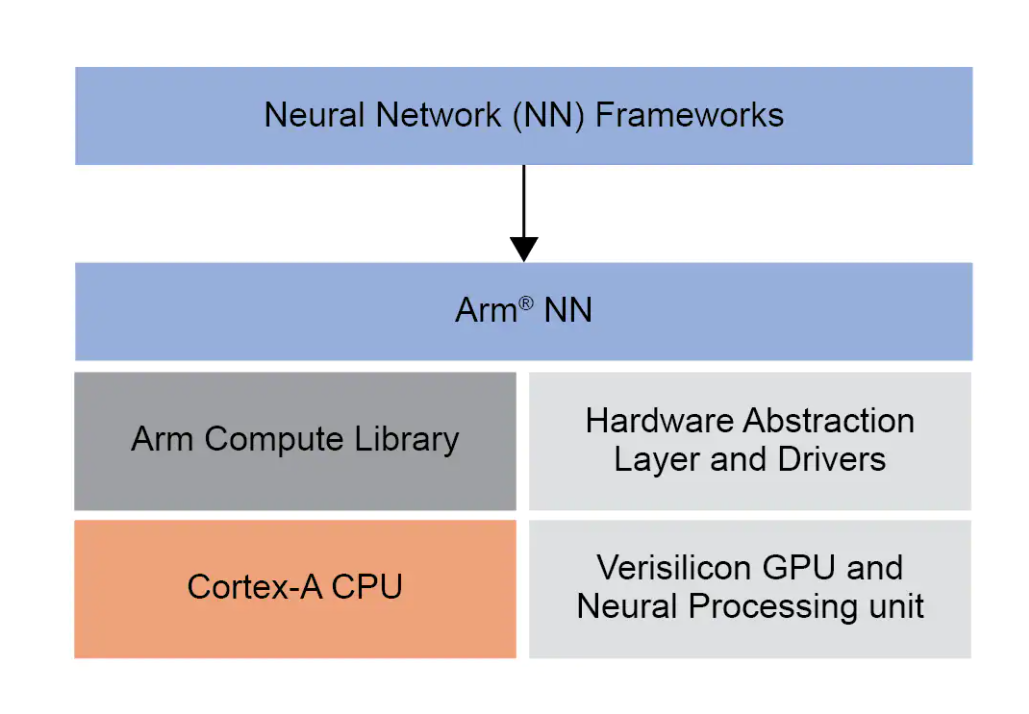 Neural Network (NN) Frameworks
Arm® NN
Arm Compute Library
Hardware Abstraction
Layer and Drivers
Cortex-A CPU
Verisilicon GPU and
Neural Processing unit